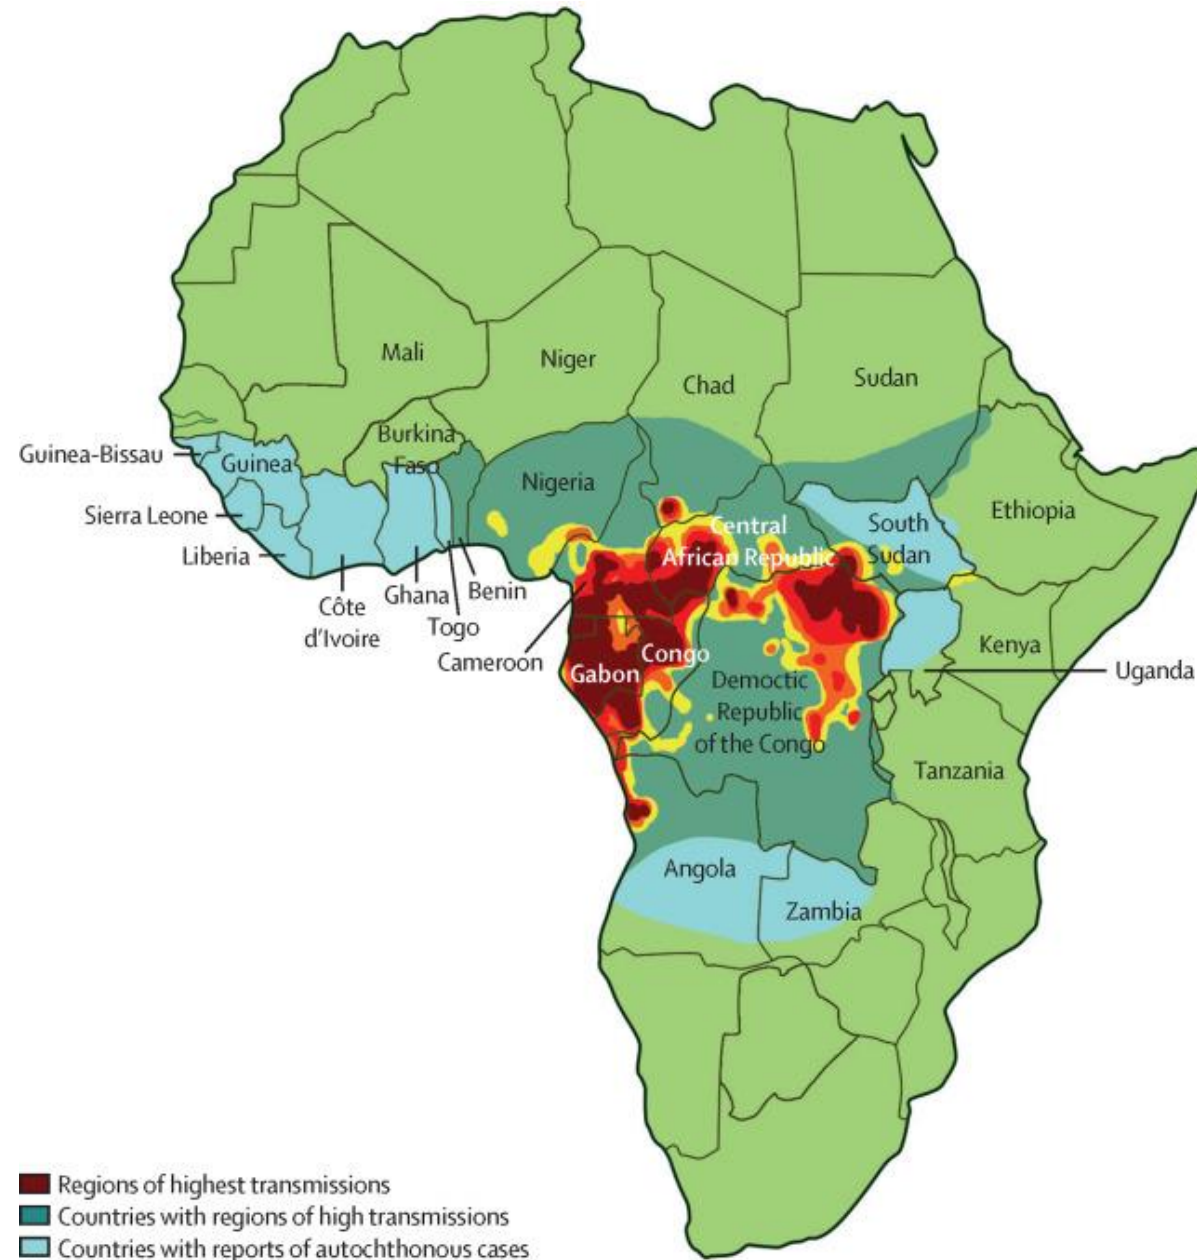 Mali
Niger
Chad
Sudan
Burkina
Faso
Guinea-Bissau
Guinea
Nigeria
Central
African Republic
South
Sudan
Ethiopia
Sierra Leone
Liberia
Côte
d'Ivoire
Ghana
Togo
Benin
Cameroon
Gabon
Congo
Democtic
Republic
of the Congo
Kenya
Uganda
Tanzania
Angola
Zambia
Regions of highest transmissions
Countries with regions of high transmissions
Countries with reports of autochthonous cases